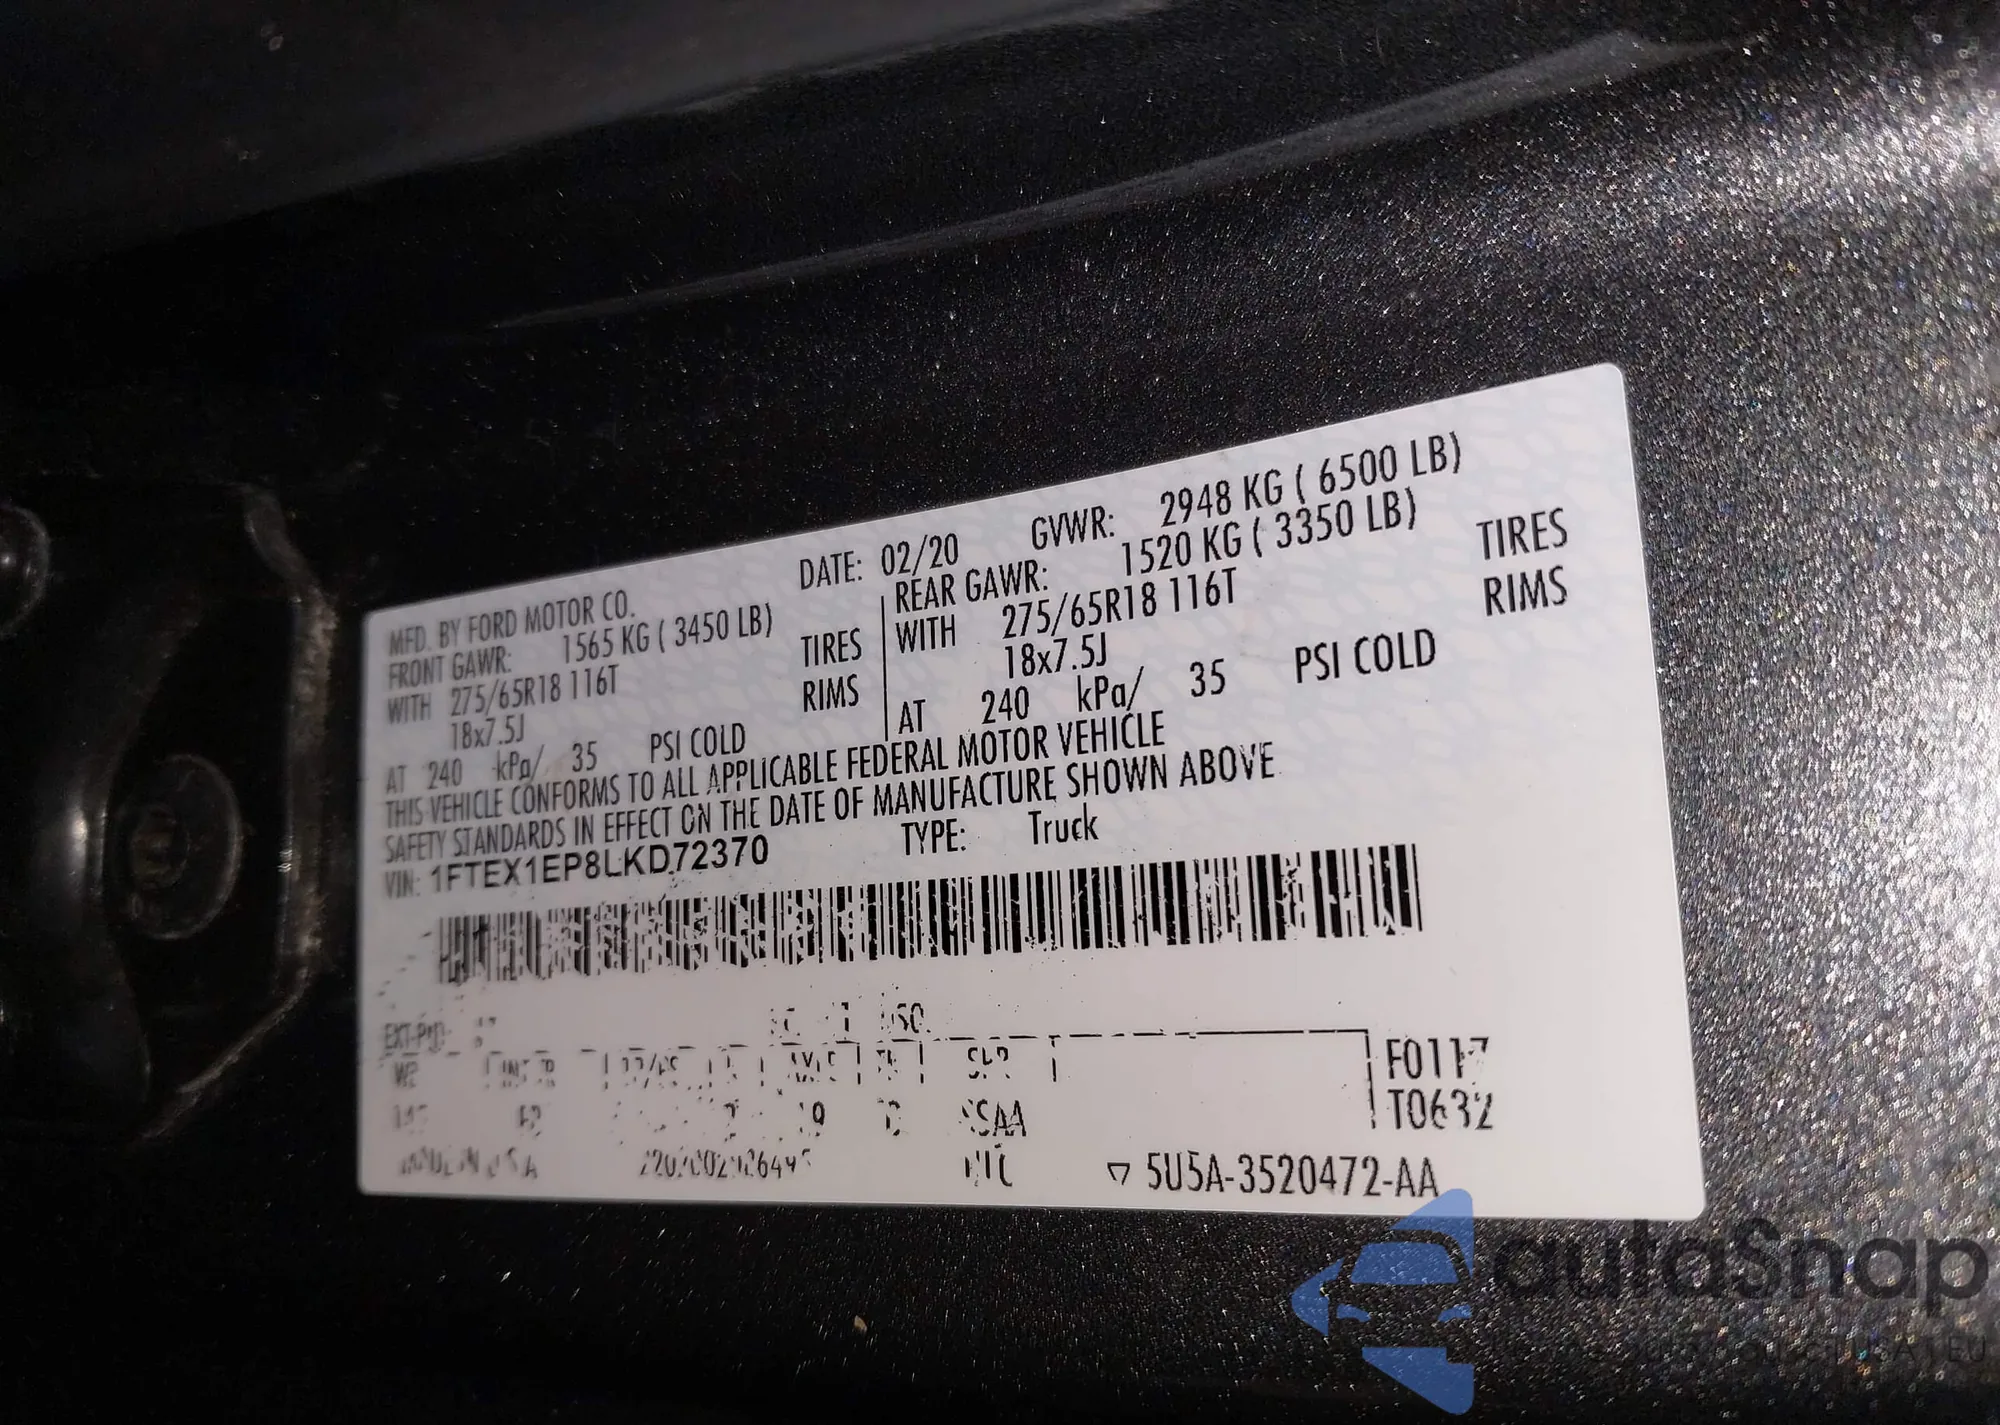 MFD. BY FORD MOTOR CO. DATE: 02/20 GVWR: 2948 KG ( 6500 LB)
FRONT GAWR: 1565 KG ( 3450 LB) REAR GAWR: 1520 KG ( 3350 LB)
WITH 275/65R18 116T TIRES WITH 275/65R18 116T TIRES
18x7.5J RIMS 18x7.5J RIMS
AT 240 kPa/ 35 PSI COLD AT 240 kPa/ 35 PSI COLD
THIS VEHICLE CONFORMS TO ALL APPLICABLE FEDERAL MOTOR VEHICLE
SAFETY STANDARDS IN EFFECT ON THE DATE OF MANUFACTURE SHOWN ABOVE
VIN: 1FTEX1EP8LKD72370 TYPE: Truck
F0117
T0632
5U5A-3520472-AA
autoSnap